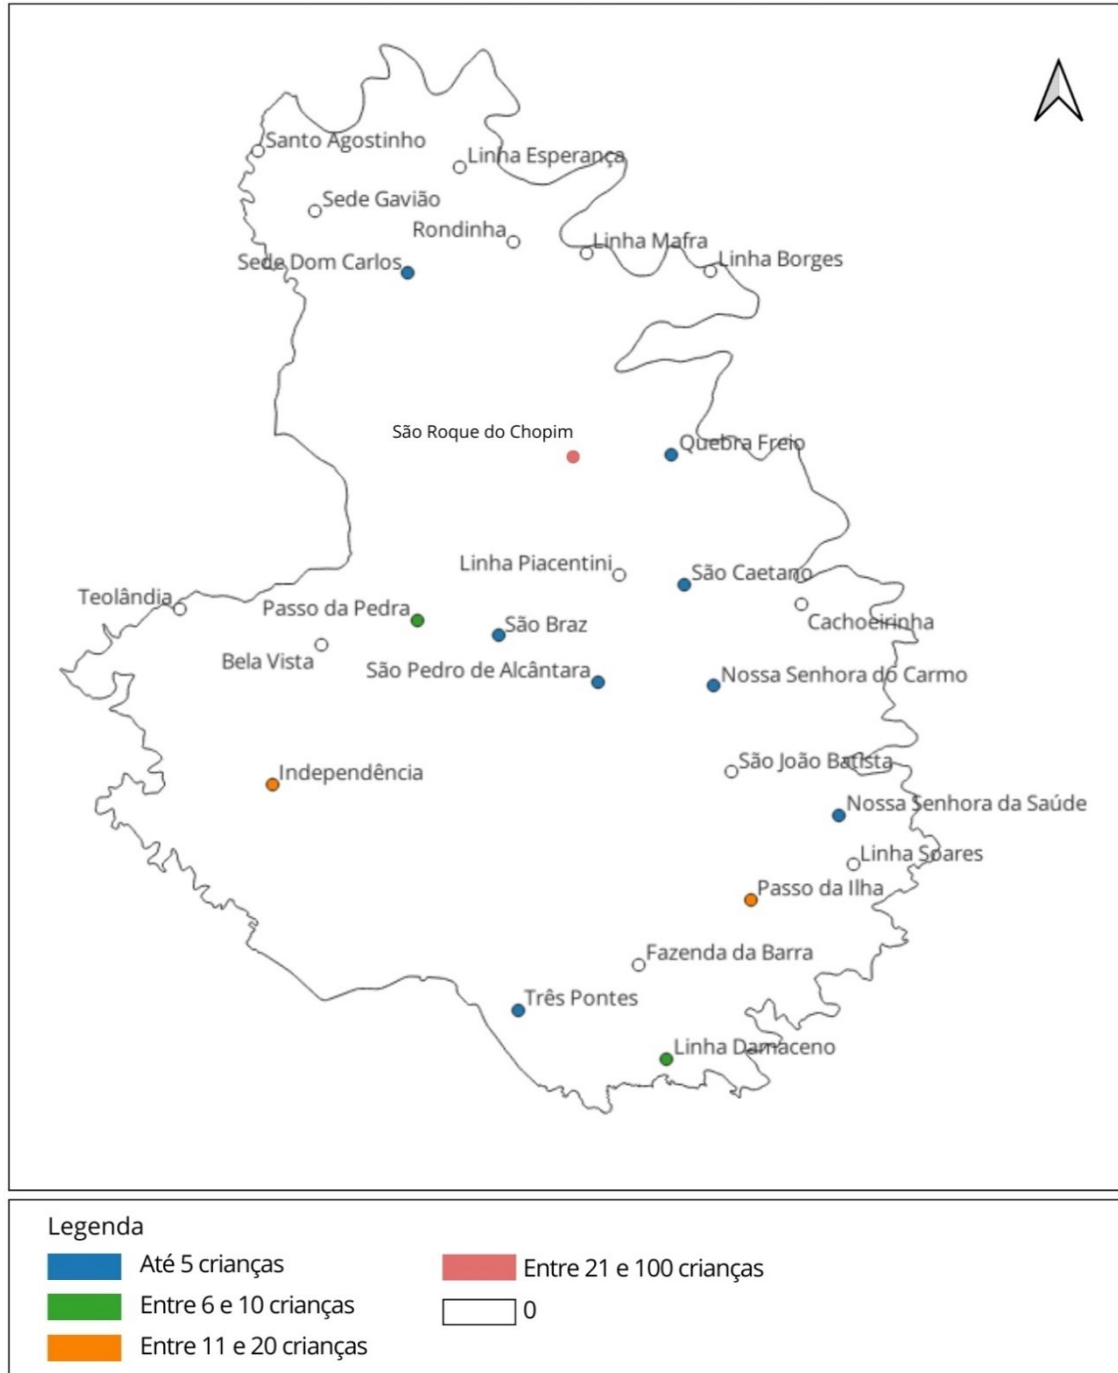 Santo Agostinho
Linha Esperança
Sede Gavião
Rondinha
Linha Mafra
Sede Dom Carlos
Linha Borges
São Roque do Chopim
Quebra Freio
Linha Piacentini
São Caetano
Teolândia
Passo da Pedra
São Braz
Cachoeirinha
Bela Vista
São Pedro de Alcântara
Nossa Senhora do Carmo
Independência
São João Batista
Nossa Senhora da Saúde
Linha Soares
Passo da Ilha
Fazenda da Barra
Três Pontes
Linha Damaceno
Legenda
Até 5 crianças
Entre 6 e 10 crianças
Entre 11 e 20 crianças
Entre 21 e 100 crianças
0